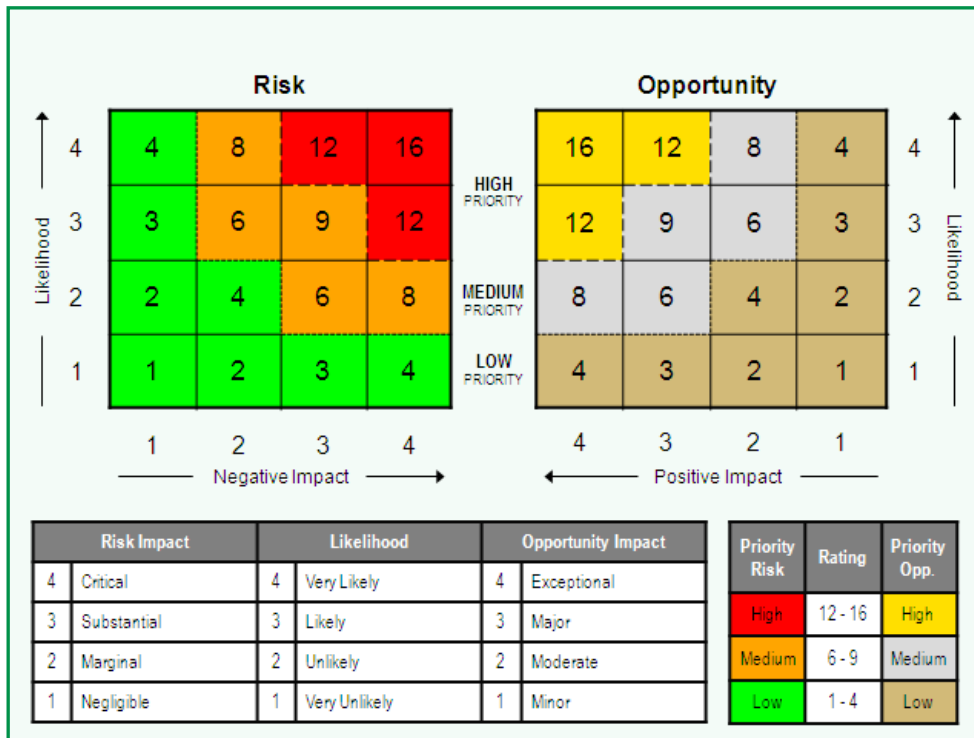 Risk Opportunity
4 4 8 12 16 16 12 8 4 4
HIGH
PRIORITY
3 3 6 9 12 12 9 6 3 3
Likelihood Likelihood
2 2 4 6 8 MEDIUM 8 6 4 2 2
PRIORITY
1 1 2 3 4 LOW 4 3 2 1 1
PRIORITY
1 2 3 4 4 3 2 1
Negative Impact Positive Impact
Risk Impact Likelihood Opportunity Impact
4 Critical 4 Very Likely 4 Exceptional
3 Substantial 3 Likely 3 Major
2 Marginal 2 Unlikely 2 Moderate
1 Negligible 1 Very Unlikely 1 Minor
Priority Risk Rating Priority Opp.
High 12 - 16 High
Medium 6 - 9 Medium
Low 1 - 4 Low